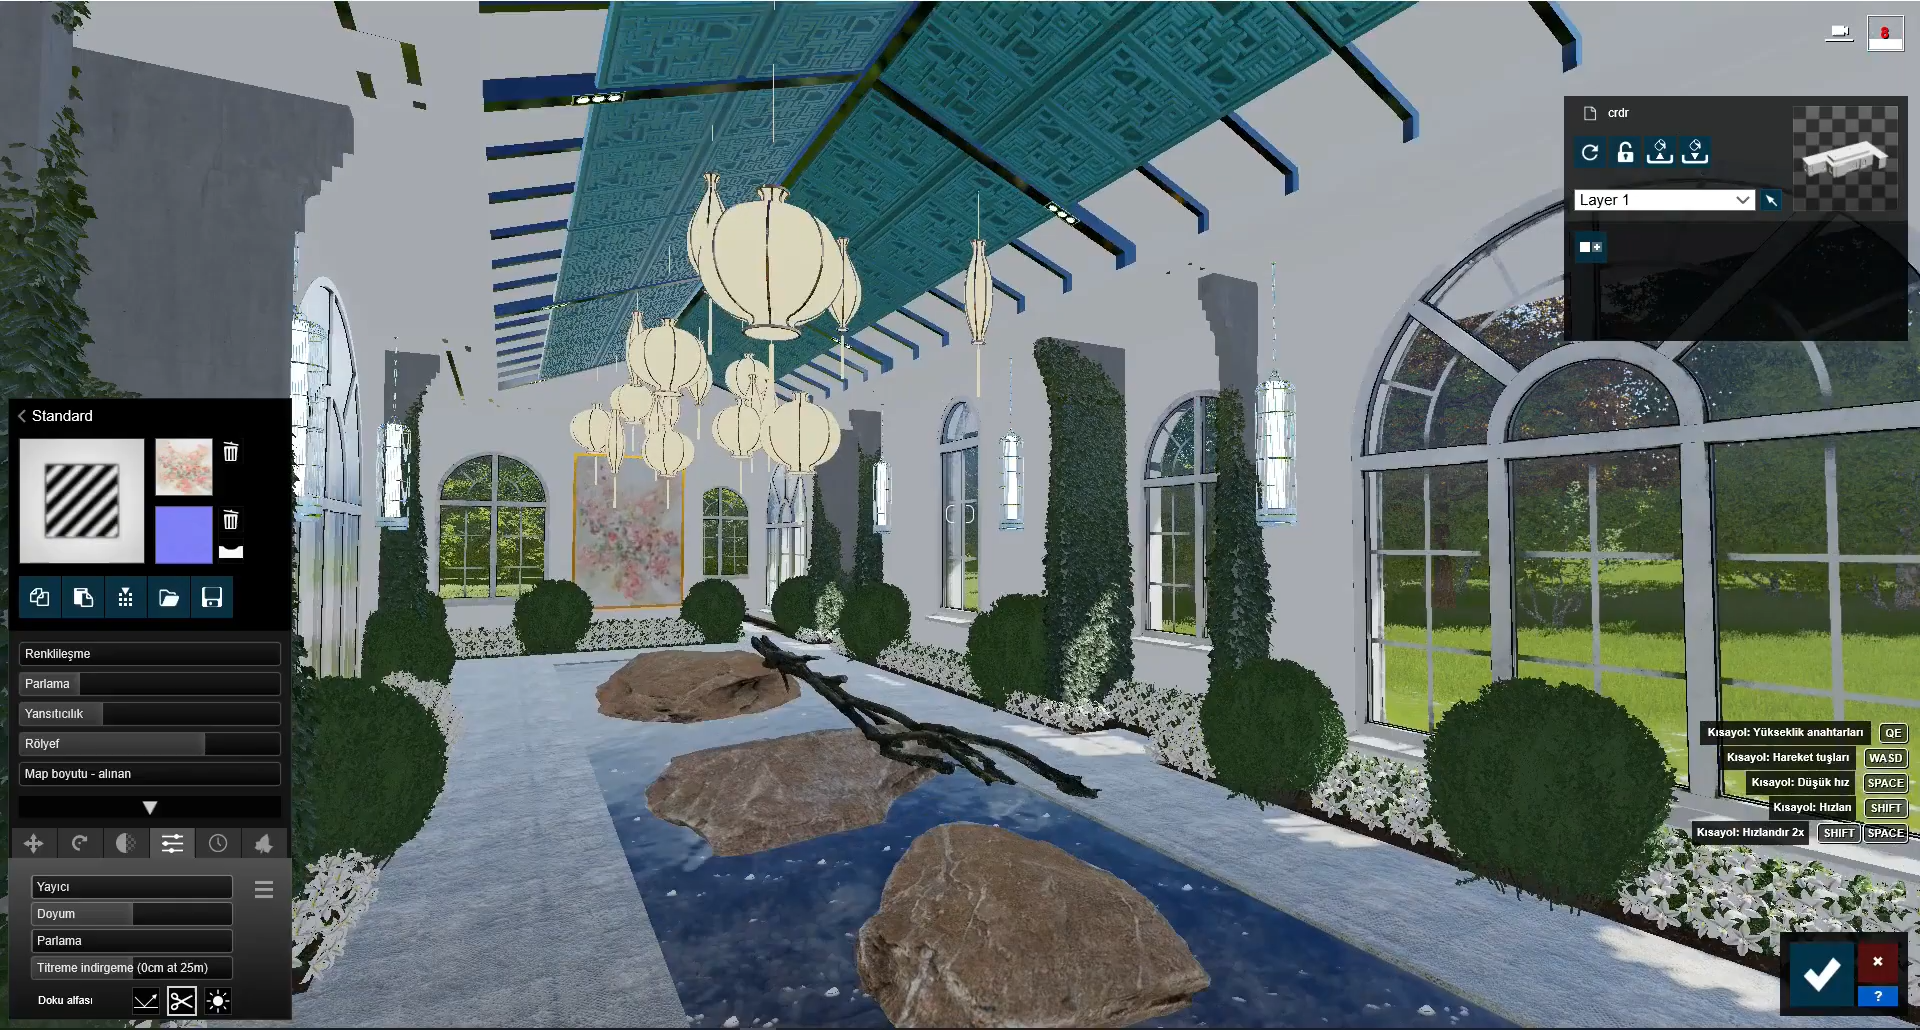 8
crdr
Layer 1
Standard
Renklileşme
Parlama
Yansıtıcılık
Rölyef
Map boyutu - alınan
Yayıcı
Doyum
Parlama
Titreme indirgeme (0cm at 25m)
Doku alfası
Kısayol: Yükseklik anahtarları QE
Kısayol: Hareket tuşları WASD
Kısayol: Düşük hız SPACE
Kısayol: Hızlan SHIFT
Kısayol: Hızlandır 2x SHIFT SPACE
?